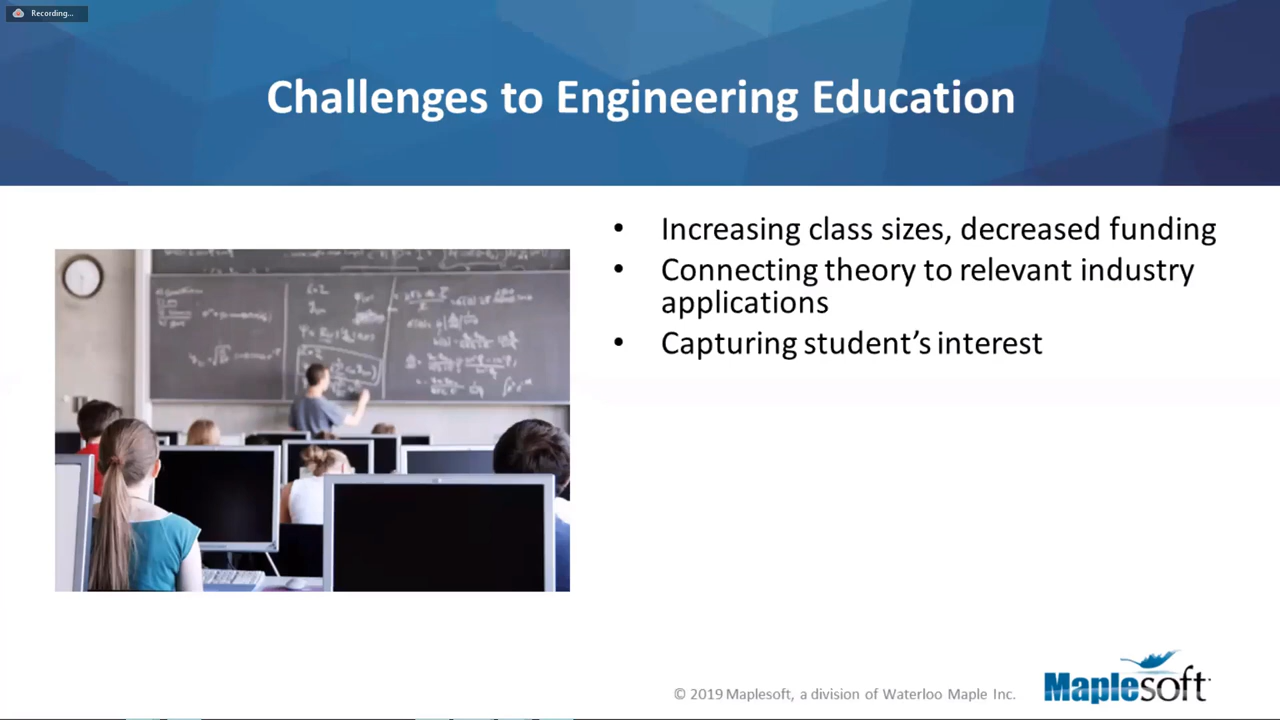 Recording...
Challenges to Engineering Education
• Increasing class sizes, decreased funding
• Connecting theory to relevant industry
applications
• Capturing student's interest
© 2019 Maplesoft, a division of Waterloo Maple Inc.
Maplesoft